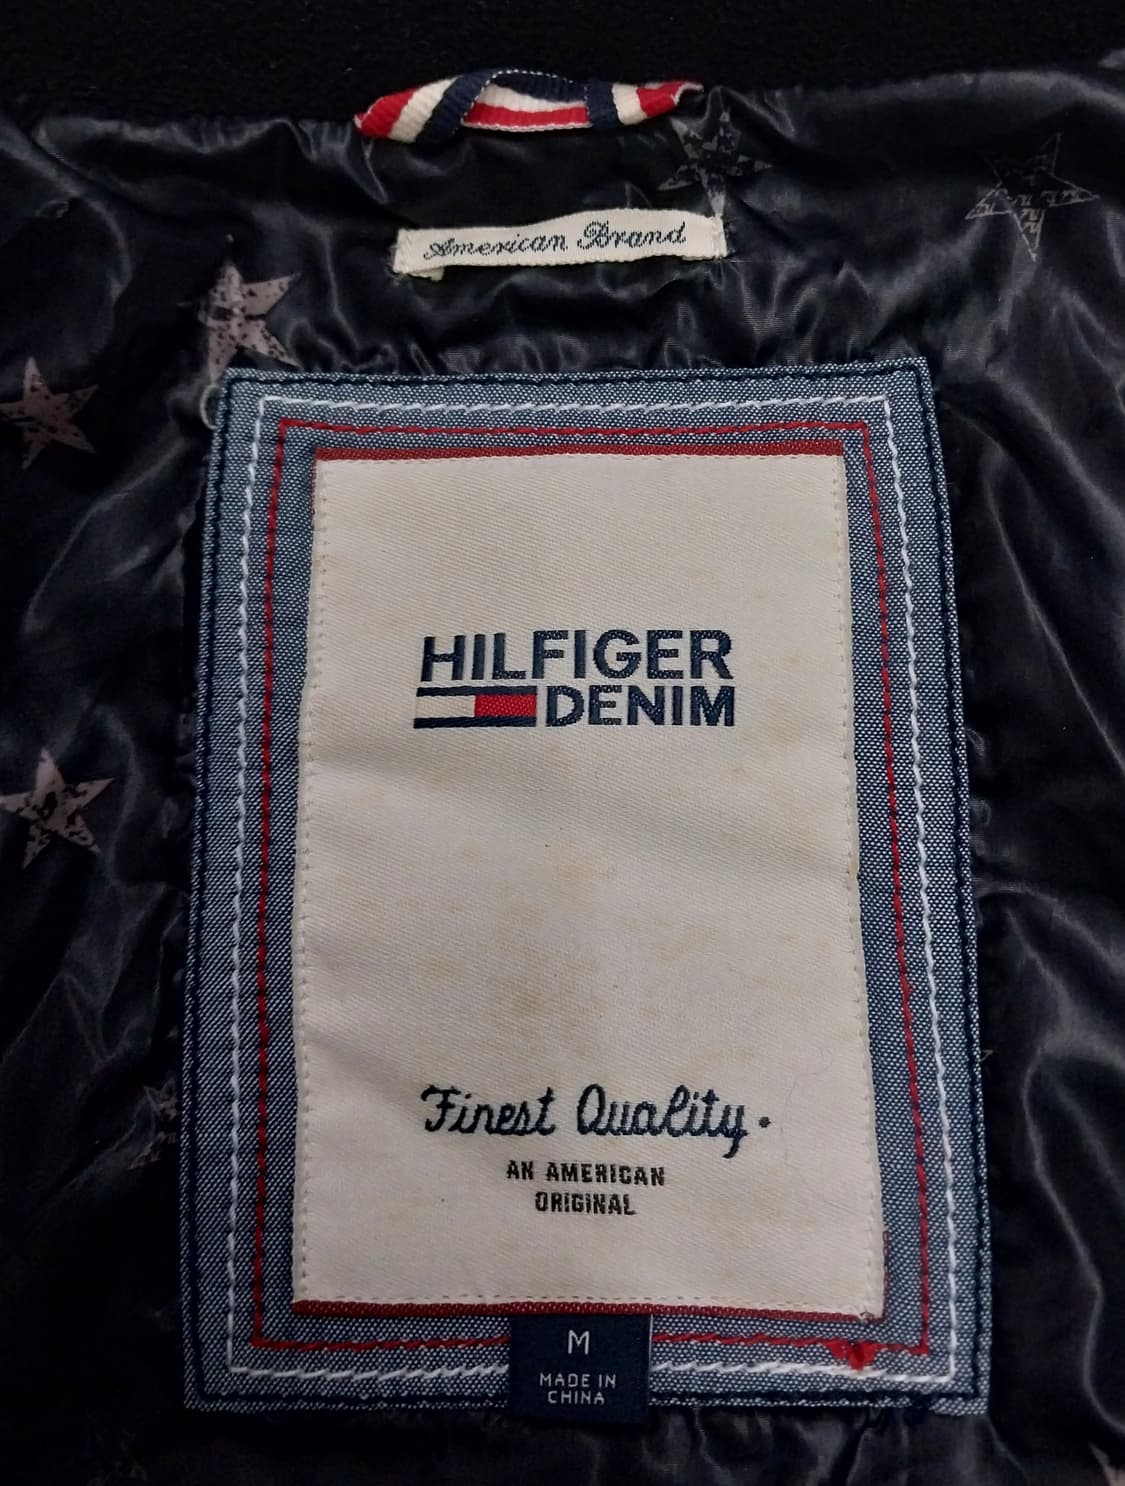 American Brand
HILFIGER
DENIM
Finest Quality.
AN AMERICAN
ORIGINAL
M
MADE IN
CHINA